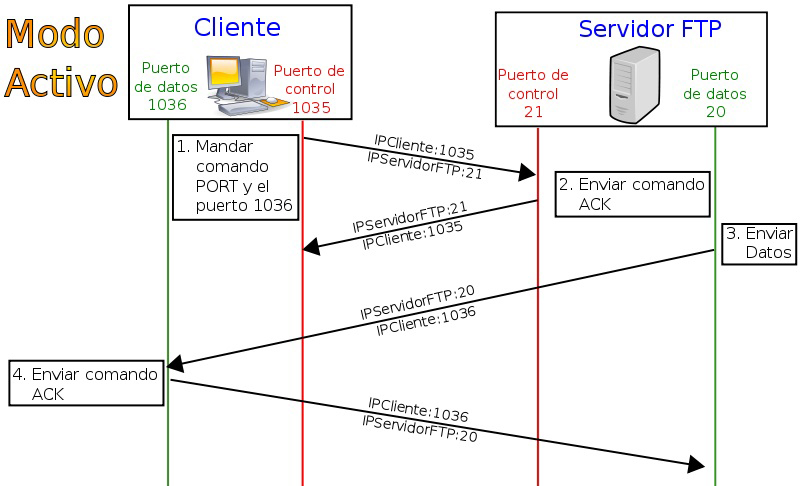 Modo
Activo
Cliente
Puerto
de datos
1036
Puerto de
control
1035
Servidor FTP
Puerto de
control
21
Puerto
de datos
20
1. Mandar
comando
PORT y el
puerto 1036
IPCliente:1035
IPServidorFTP:21
2. Enviar comando
ACK
IPServidorFTP:21
IPCliente:1035
3. Enviar
Datos
IPServidorFTP:20
IPCliente:1036
4. Enviar comando
ACK
IPCliente:1036
IPServidorFTP:20